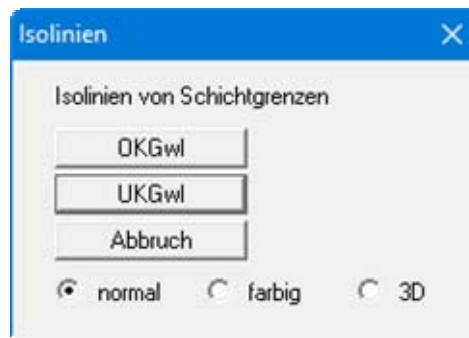 Isolinien
Isolinien von Schichtgrenzen
OKGwl
UKGwl
Abbruch
normal farbig 3D